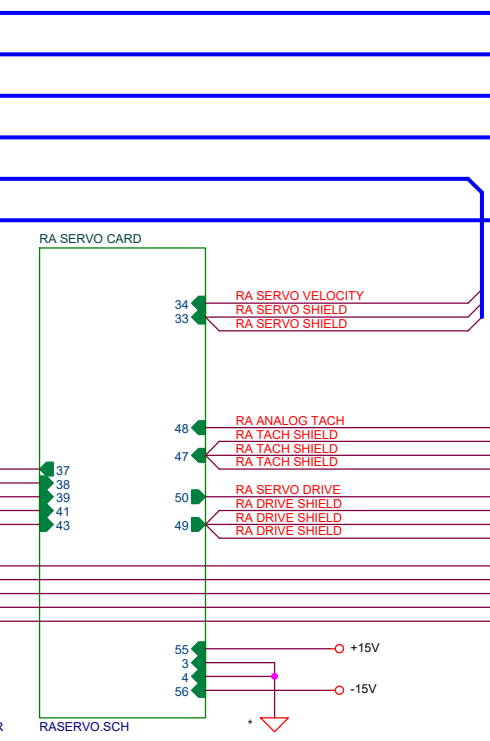 RA SERVO CARD
34 RA SERVO VELOCITY
RA SERVO SHIELD
33 RA SERVO SHIELD
48 RA ANALOG TACH
RA TACH SHIELD
47 RA TACH SHIELD
RA TACH SHIELD
37
38
39
41
43
50 RA SERVO DRIVE
RA DRIVE SHIELD
49 RA DRIVE SHIELD
RA DRIVE SHIELD
55 +15V
3
4
56 -15V
*
R RASERVO.SCH